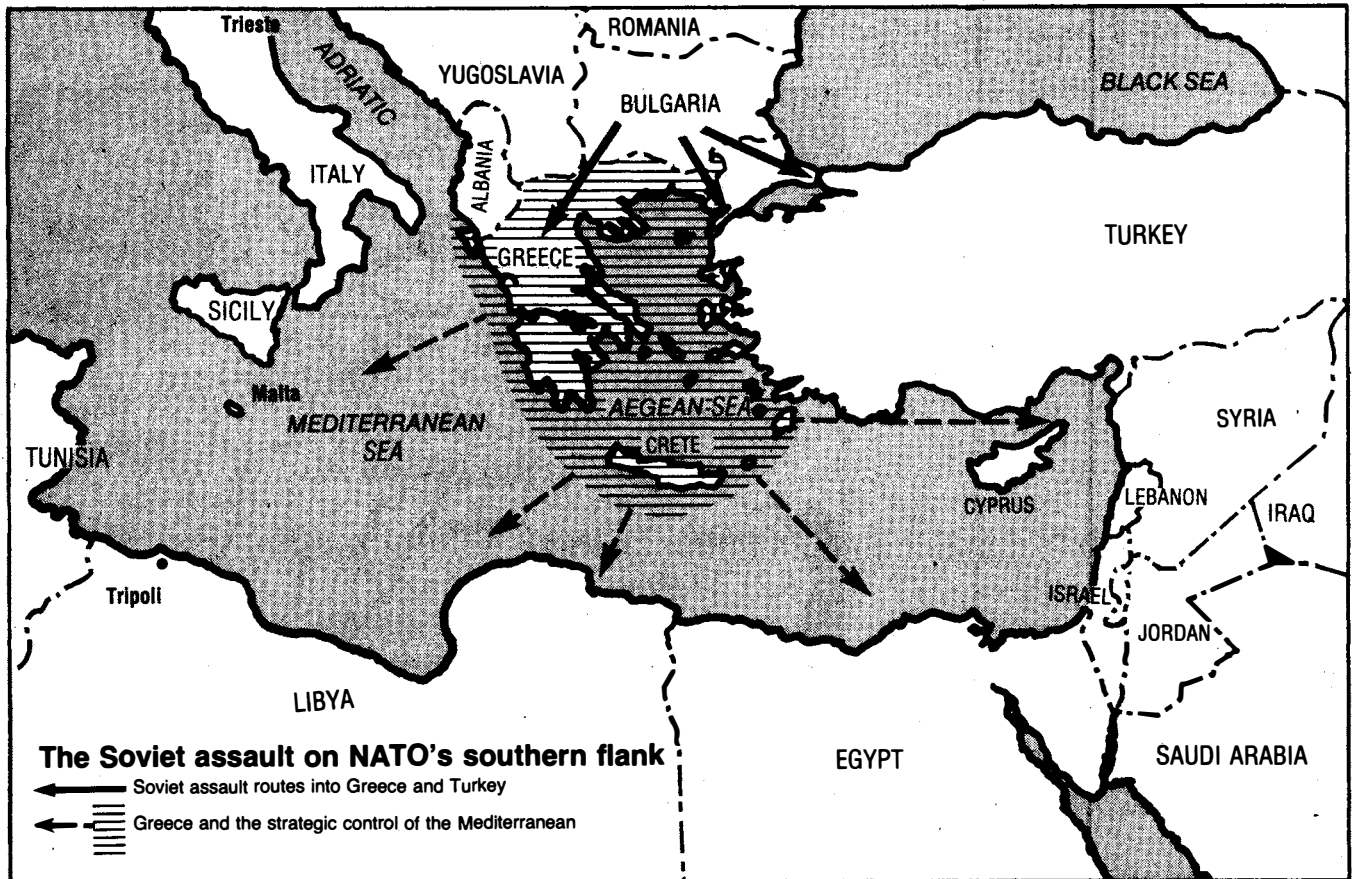 Trieste
ROMANIA
ADRIATIC
YUGOSLAVIA
BLACK SEA
BULGARIA
ITALY
ALBANIA
TURKEY
GREECE
SICILY
Malta
AEGEAN SEA
MEDITERRANEAN
SEA
SYRIA
CRETE
TUNISIA
CYPRUS
LEBANON
IRAQ
Tripoli
ISRAEL
JORDAN
LIBYA
EGYPT
SAUDI ARABIA
The Soviet assault on NATO's southern flank
Soviet assault routes into Greece and Turkey
Greece and the strategic control of the Mediterranean